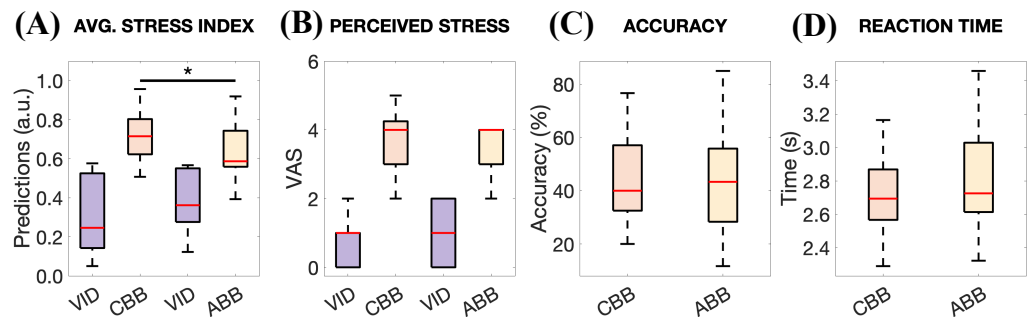 (A) AVG. STRESS INDEX
Predictions (a.u.)
1.0
0.8
0.6
0.4
0.2
0.0
*
VID
CBB
VID
ABB
(B) PERCEIVED STRESS
VAS
6
4
2
0
VID
CBB
VID
ABB
(C) ACCURACY
Accuracy (%)
80
60
40
20
CBB
ABB
(D) REACTION TIME
Time (s)
3.4
3.2
3.0
2.8
2.6
2.4
CBB
ABB